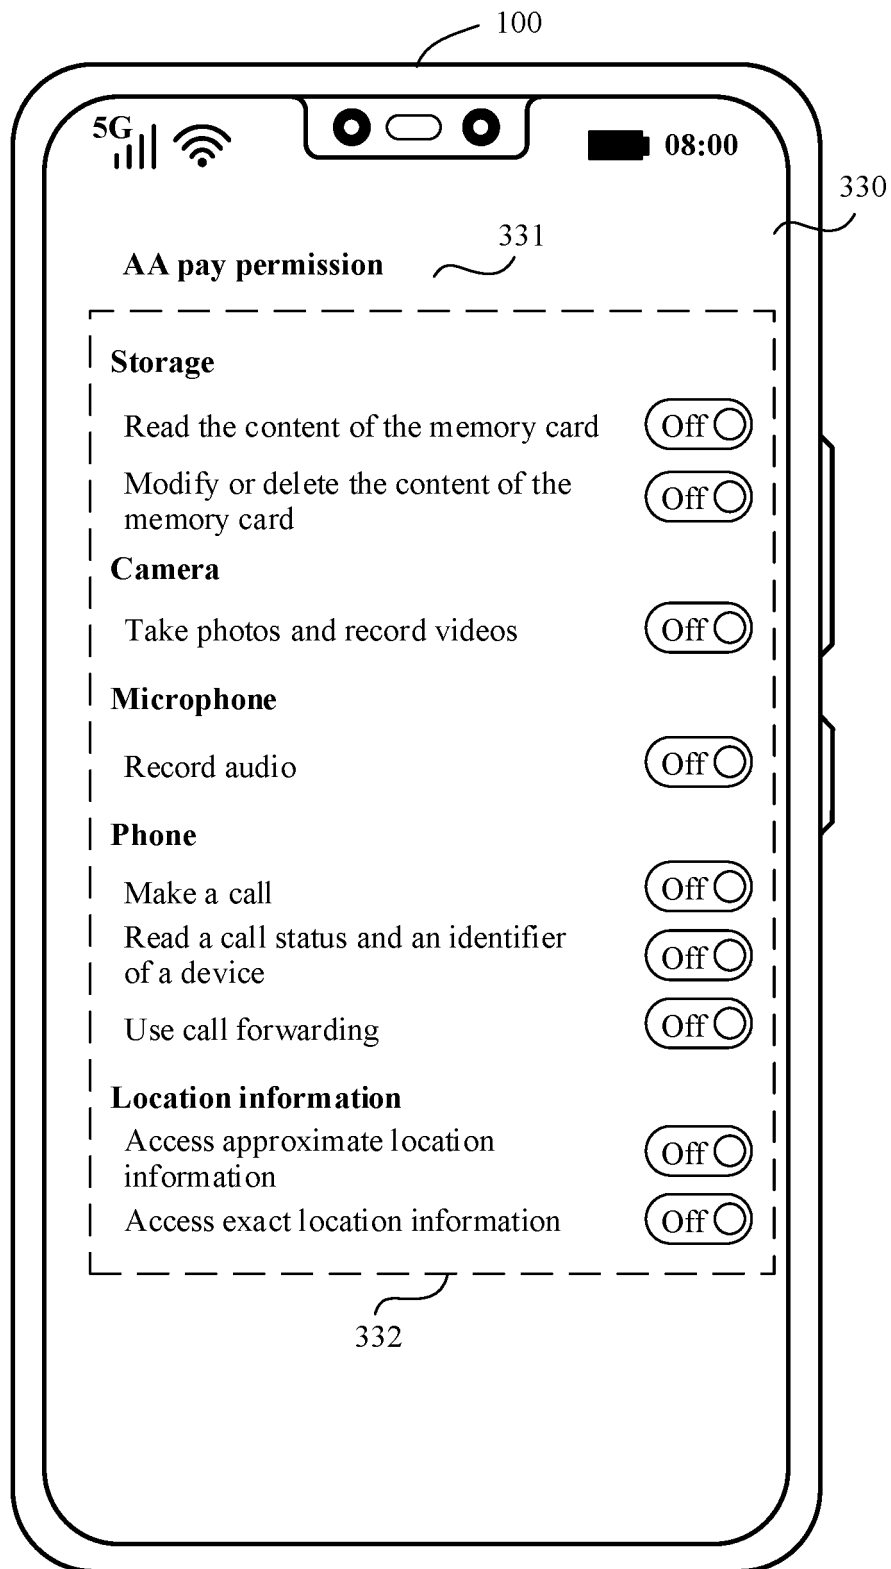 100
5G
08:00
330
331
AA pay permission
Storage
Read the content of the memory card Off
Modify or delete the content of the
memory card Off
Camera
Take photos and record videos Off
Microphone
Record audio Off
Phone
Make a call Off
Read a call status and an identifier
of a device Off
Use call forwarding Off
Location information
Access approximate location
information Off
Access exact location information Off
332